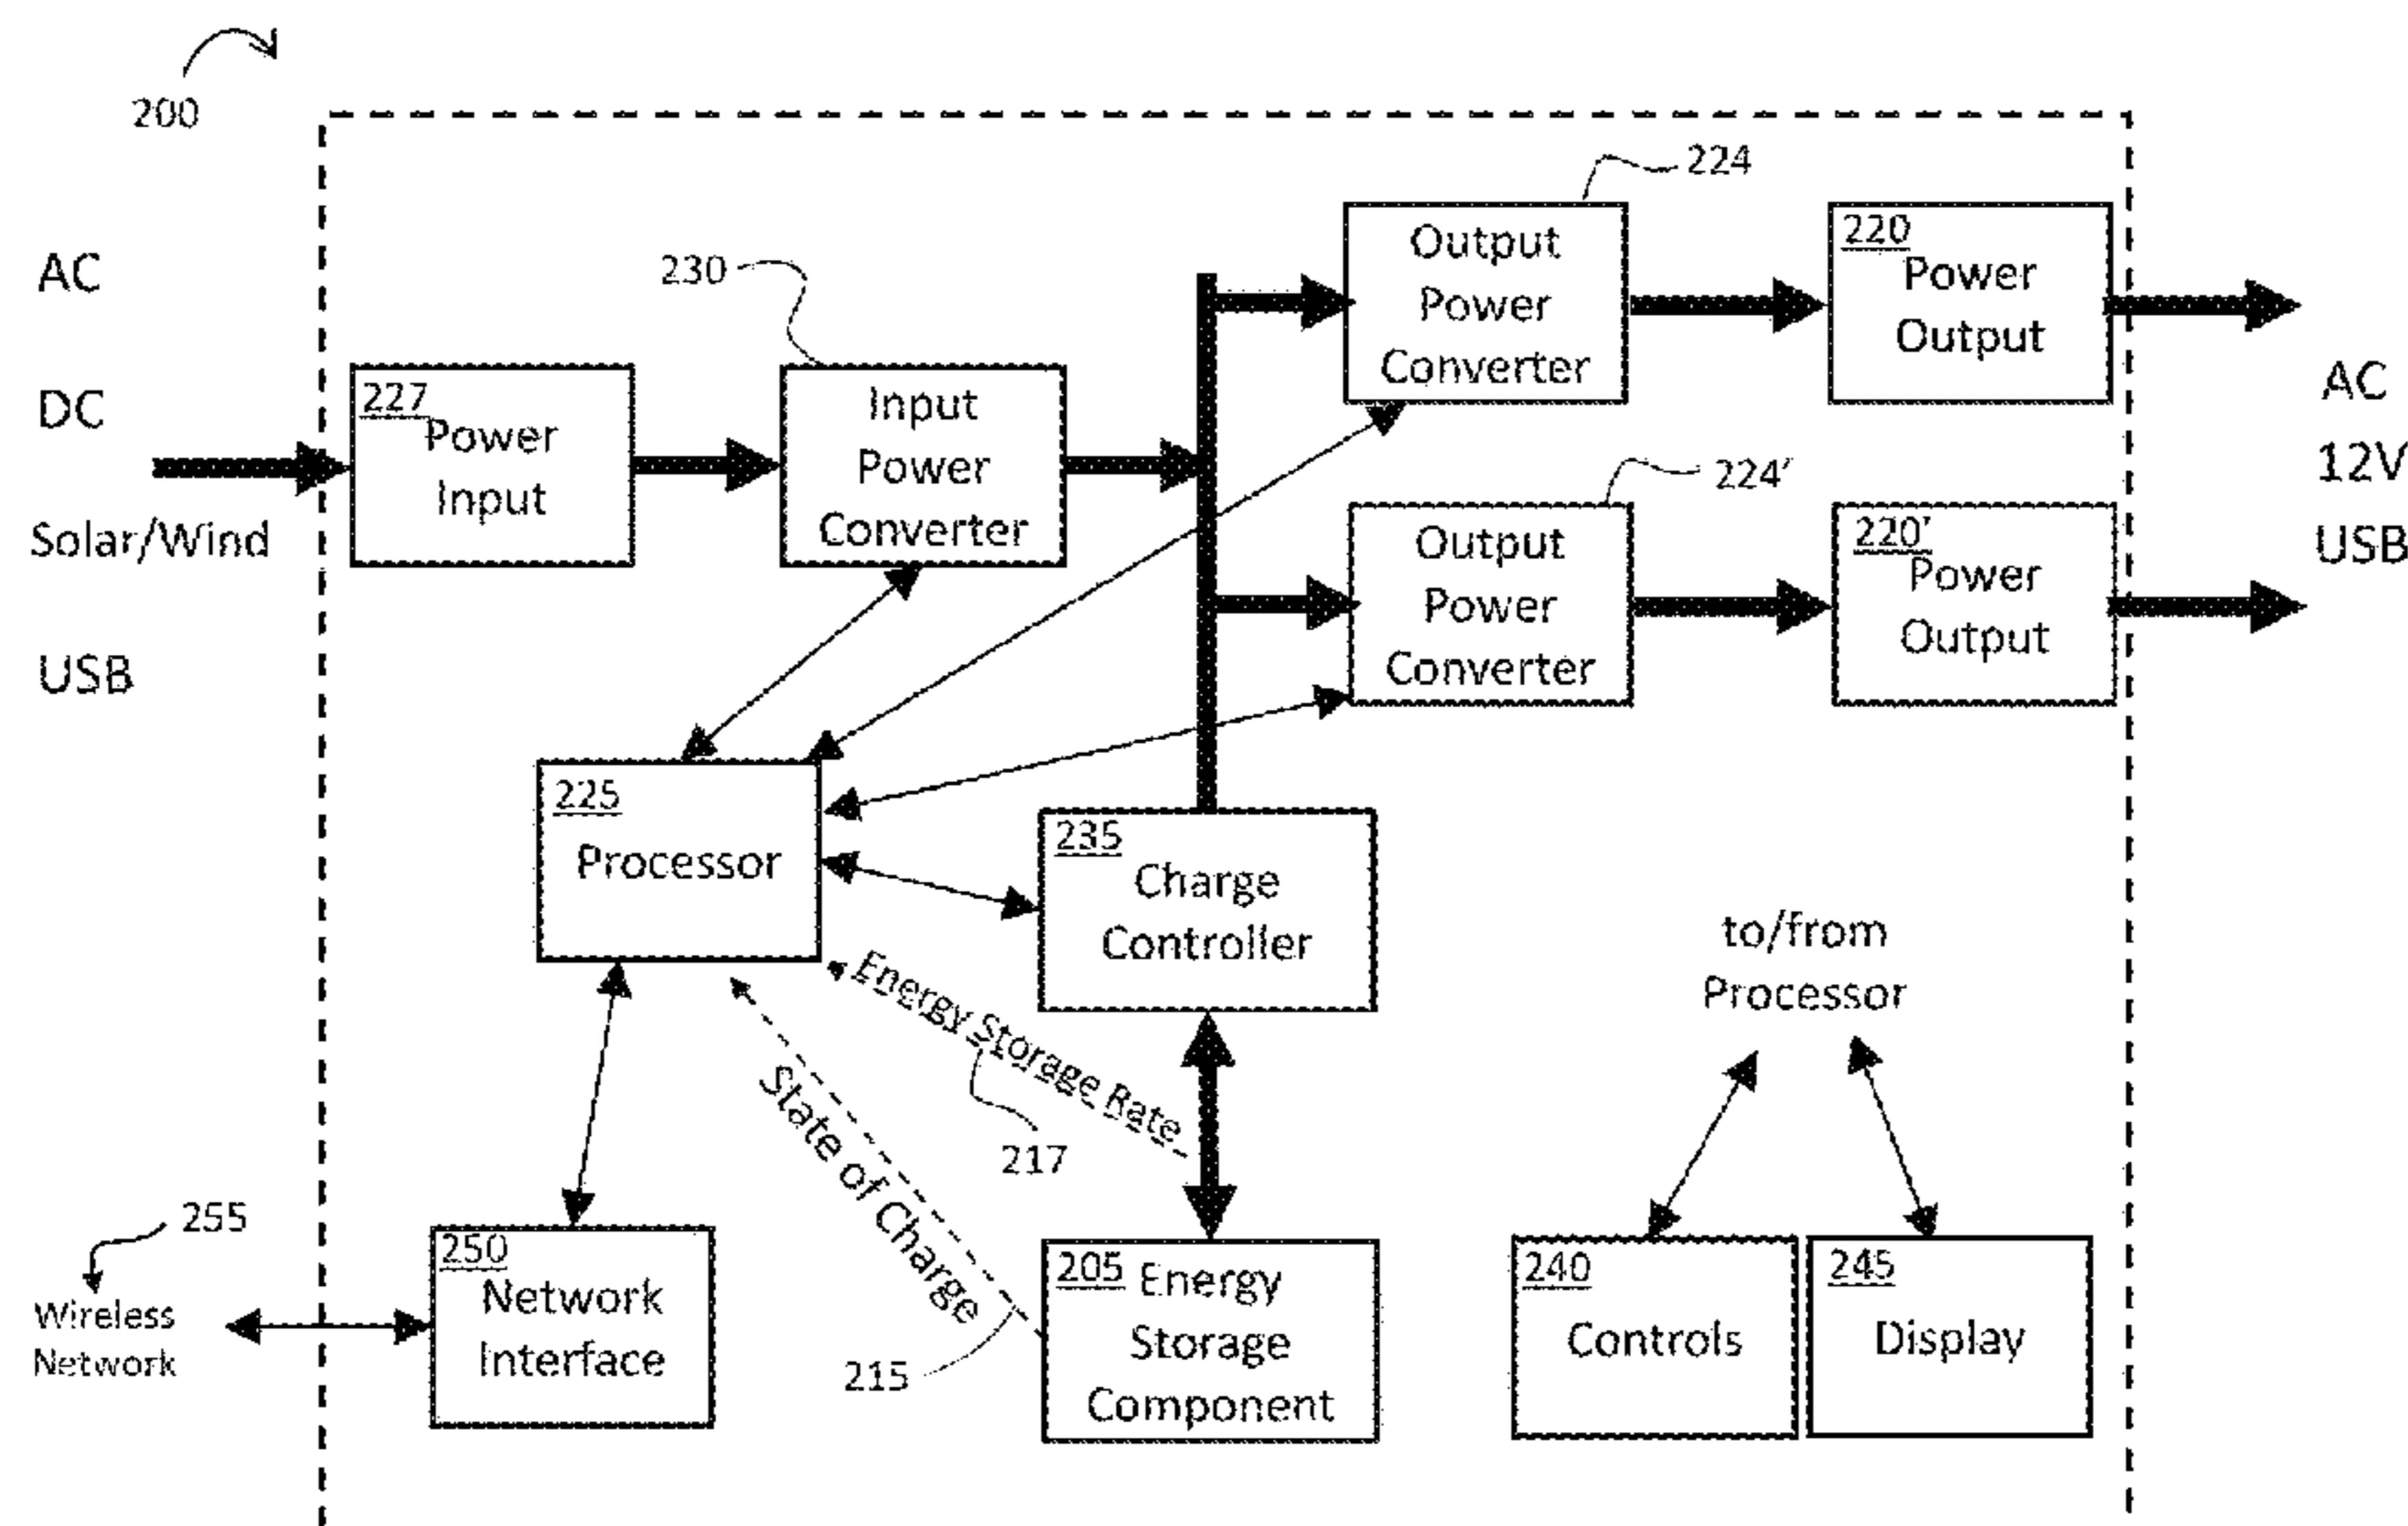 200
224
230
AC
DC
Solar/Wind
USB
227
Power
Input
Input
Power
Converter
Output
Power
Converter
220
Power
Output
224'
Output
Power
Converter
220'
Power
Output
AC
12V
USB
225
Processor
235
Charge
Controller
to/from
Processor
Energy Storage Rate
217
State of Charge
215
255
Wireless
Network
250
Network
Interface
205 Energy
Storage
Component
240
Controls
245
Display